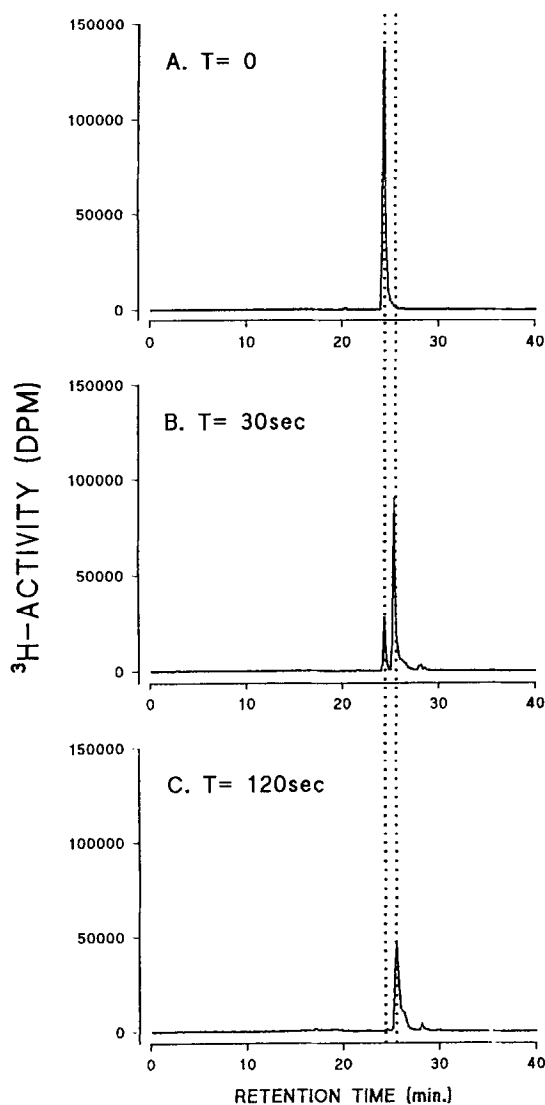 150000
A. T= 0
100000
50000
0
0 10 20 30 40
150000
B. T= 30sec
100000
50000
0
0 10 20 30 40
150000
C. T= 120sec
100000
50000
0
0 10 20 30 40
³H-ACTIVITY (DPM)
RETENTION TIME (min.)